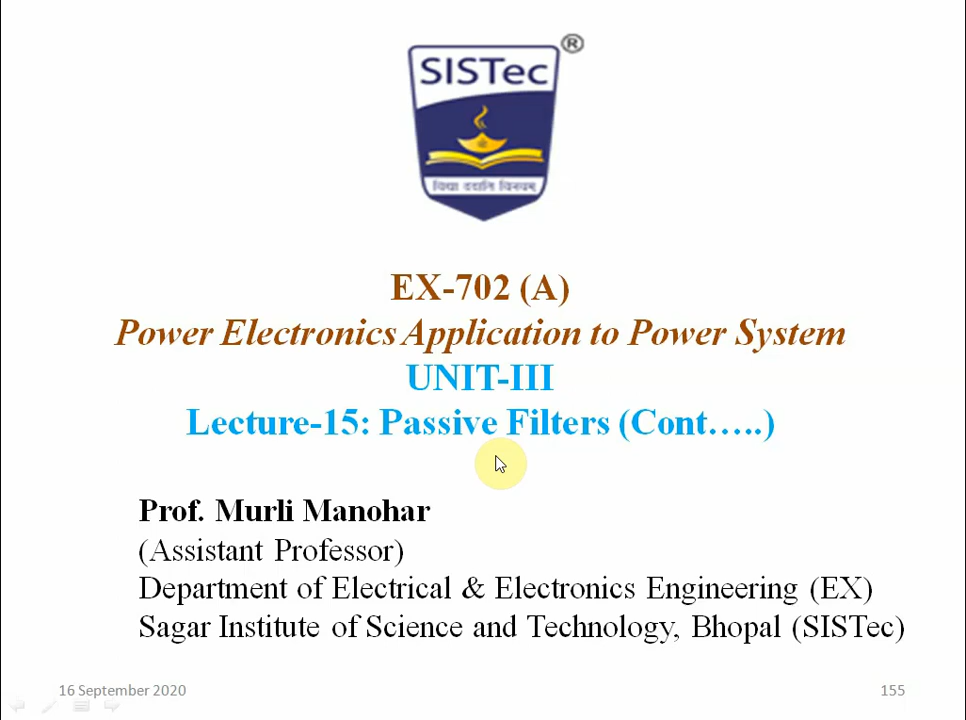 SISTec
®
विद्या ददाति विनयम्
EX-702 (A)
Power Electronics Application to Power System
UNIT-III
Lecture-15: Passive Filters (Cont…..)
Prof. Murli Manohar
(Assistant Professor)
Department of Electrical & Electronics Engineering (EX)
Sagar Institute of Science and Technology, Bhopal (SISTec)
16 September 2020
155